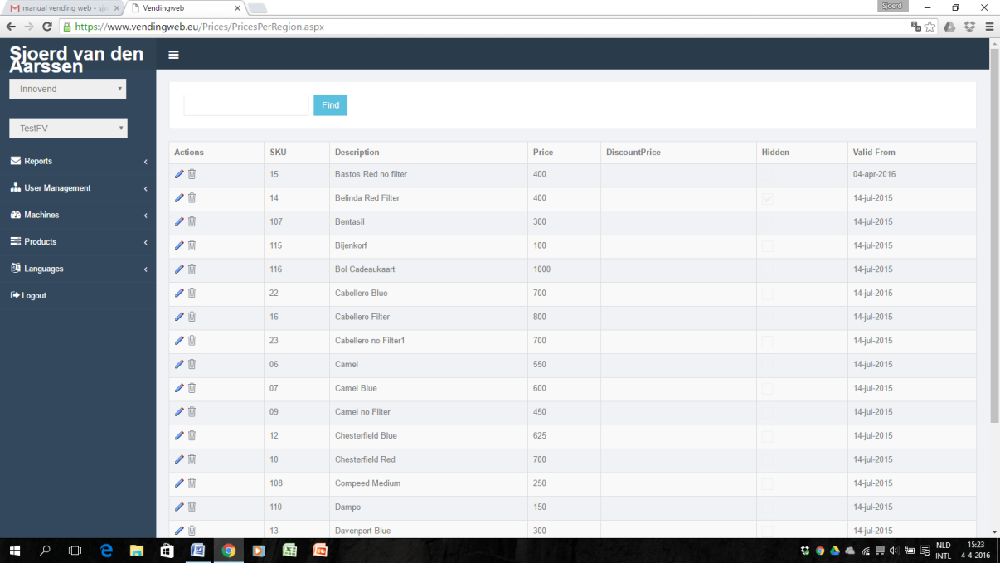 manual vending web - sjo
Vendingweb
Sjoerd
https://www.vendingweb.eu/Prices/PricesPerRegion.aspx
Sjoerd van den
Aarssen
Innovend
TestFV
Reports
User Management
Machines
Products
Languages
Logout
Find
Actions SKU Description Price DiscountPrice Hidden Valid From
15 Bastos Red no filter 400 04-apr-2016
14 Belinda Red Filter 400 14-jul-2015
107 Bentasil 300 14-jul-2015
115 Bijenkorf 100 14-jul-2015
116 Bol Cadeaukaart 1000 14-jul-2015
22 Cabellero Blue 700 14-jul-2015
16 Cabellero Filter 800 14-jul-2015
23 Cabellero no Filter1 700 14-jul-2015
06 Camel 550 14-jul-2015
07 Camel Blue 600 14-jul-2015
09 Camel no Filter 450 14-jul-2015
12 Chesterfield Blue 625 14-jul-2015
10 Chesterfield Red 700 14-jul-2015
108 Compeed Medium 250 14-jul-2015
110 Dampo 150 14-jul-2015
13 Davenport Blue 300 14-jul-2015
NLD
INTL
15:23
4-4-2016